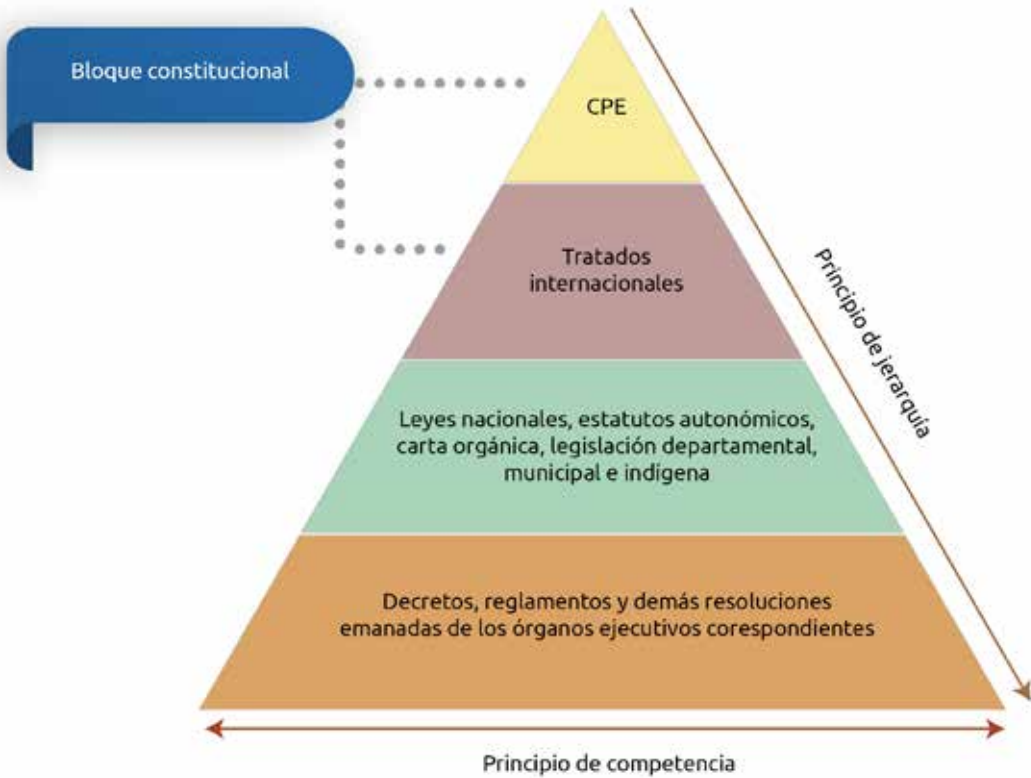 Bloque constitucional
CPE
Tratados
internacionales
Principio de jerarquía
Leyes nacionales, estatutos autonómicos,
carta orgánica, legislación departamental,
municipal e indígena
Decretos, reglamentos y demás resoluciones
emanadas de los órganos ejecutivos corespondientes
Principio de competencia